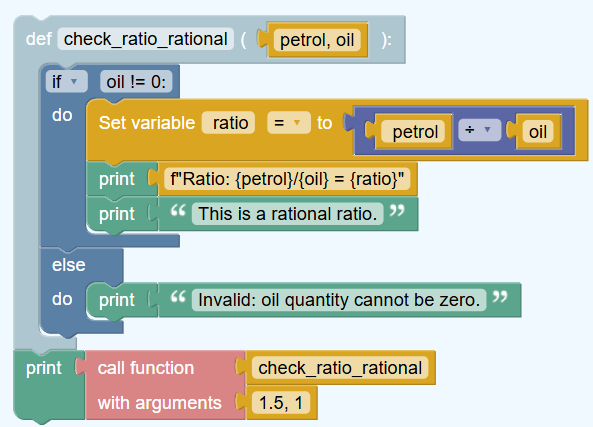 def check_ratio_rational ( petrol, oil ):
if ▾ oil != 0:
do Set variable ratio = ▾ to petrol ÷ ▾ oil
print f"Ratio: {petrol}/{oil} = {ratio}"
print “ This is a rational ratio. ”
else
do print “ Invalid: oil quantity cannot be zero. ”
print call function check_ratio_rational
with arguments 1.5, 1